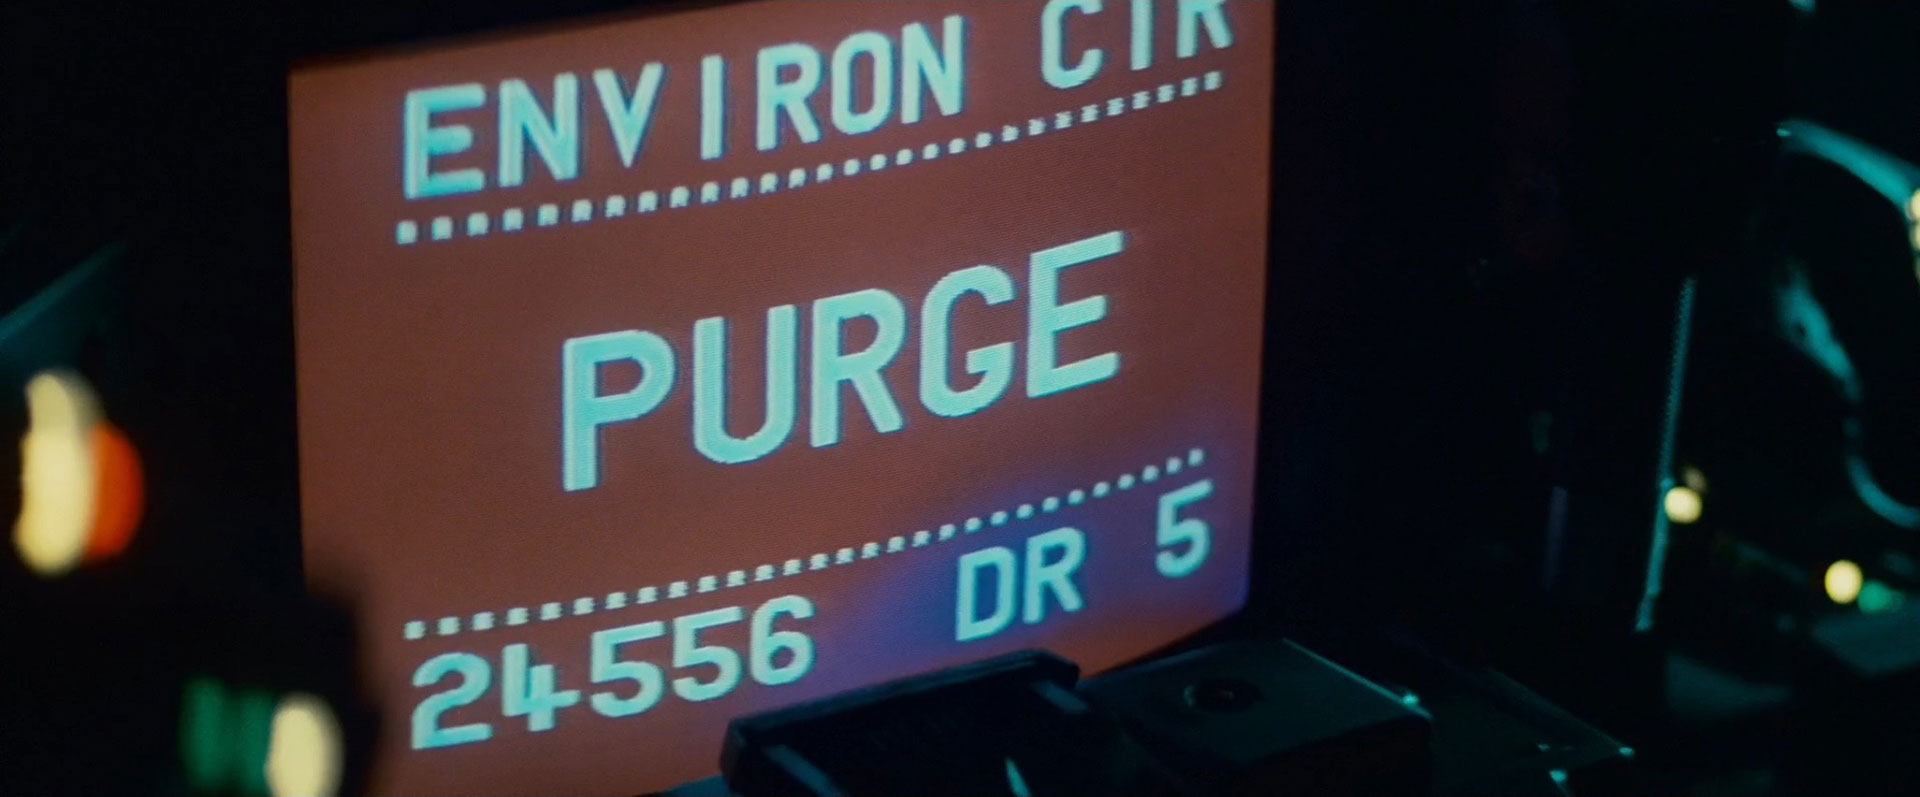 ENVIRON CTR
PURGE
24556 DR 5